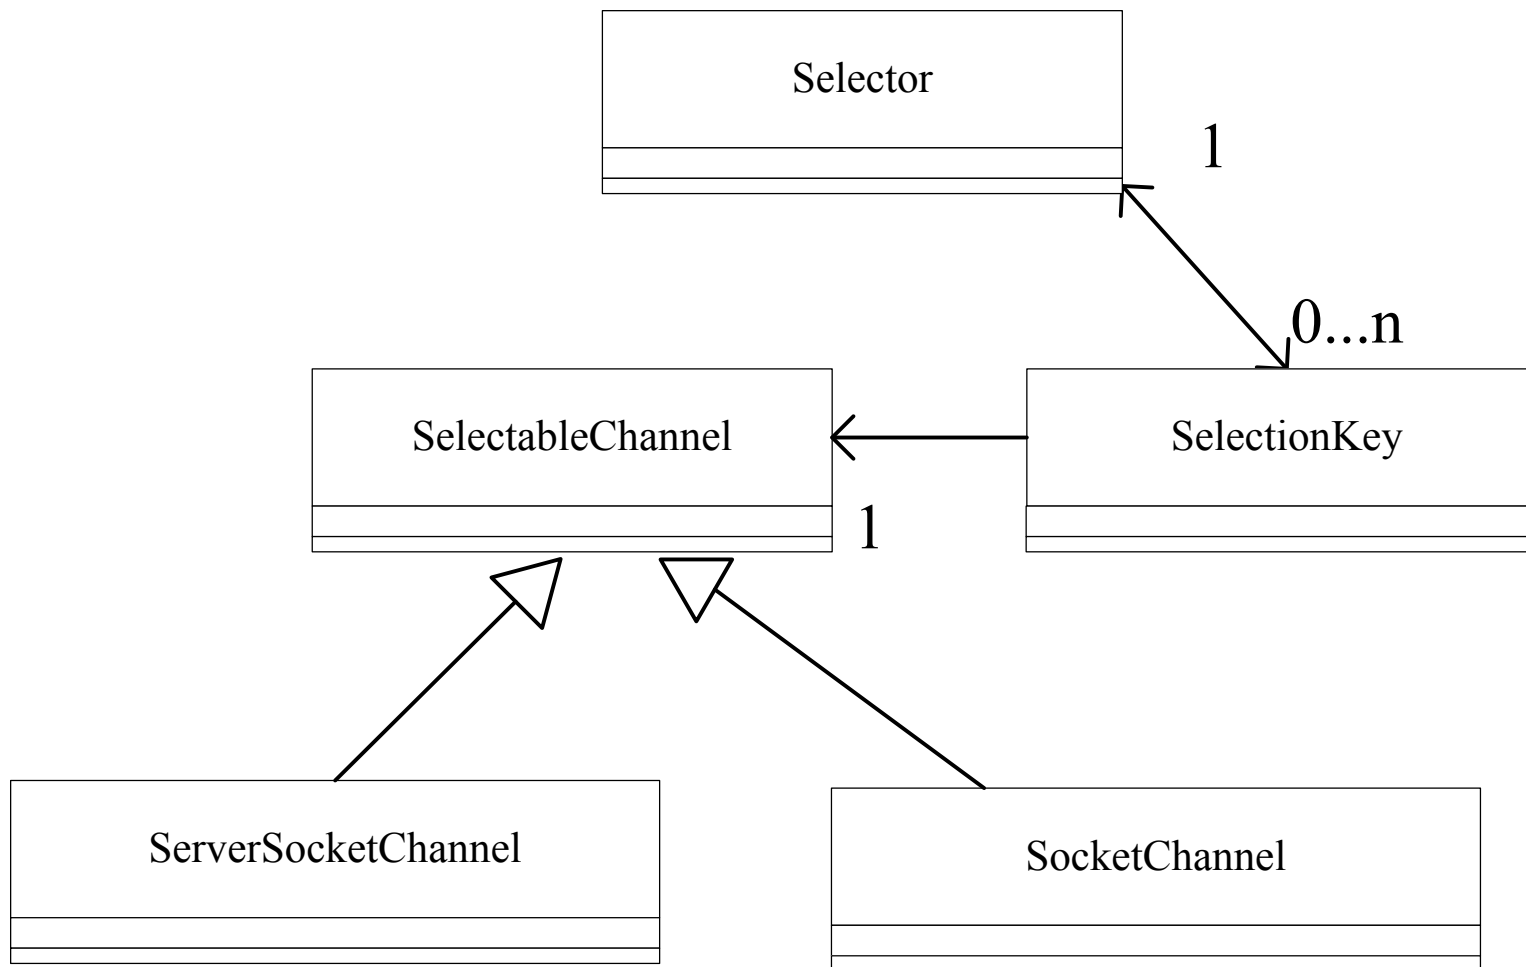 Selector
1
0...n
SelectableChannel
SelectionKey
1
ServerSocketChannel
SocketChannel